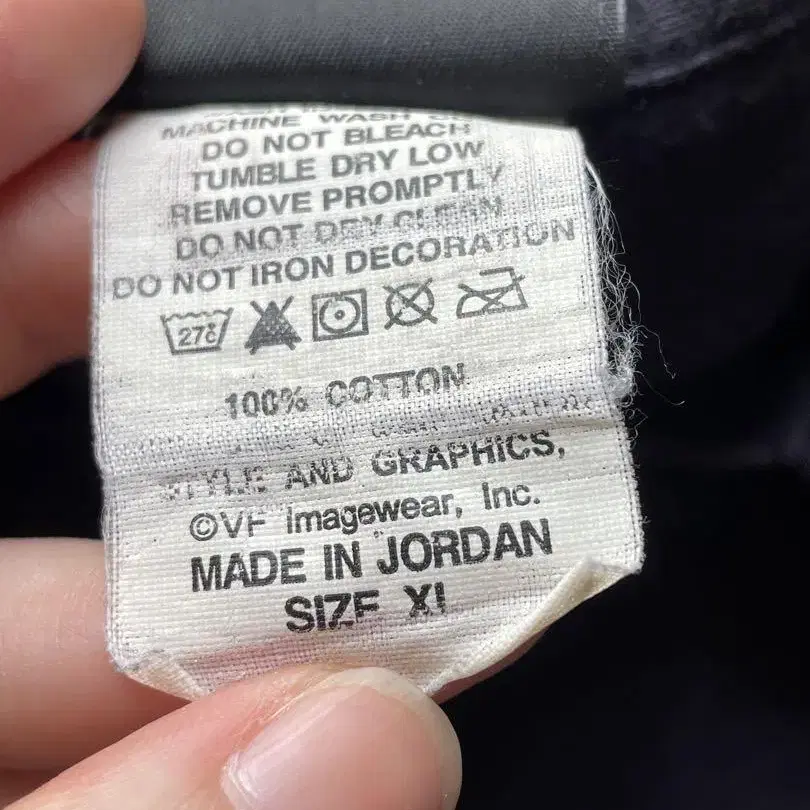 MACHINE WASH
DO NOT BLEACH
TUMBLE DRY LOW
REMOVE PROMPTLY
DO NOT DRY CLEAN
DO NOT IRON DECORATION
27c
100% COTTON
STYLE AND GRAPHICS,
©VF Imagewear, Inc.
MADE IN JORDAN
SIZE XL